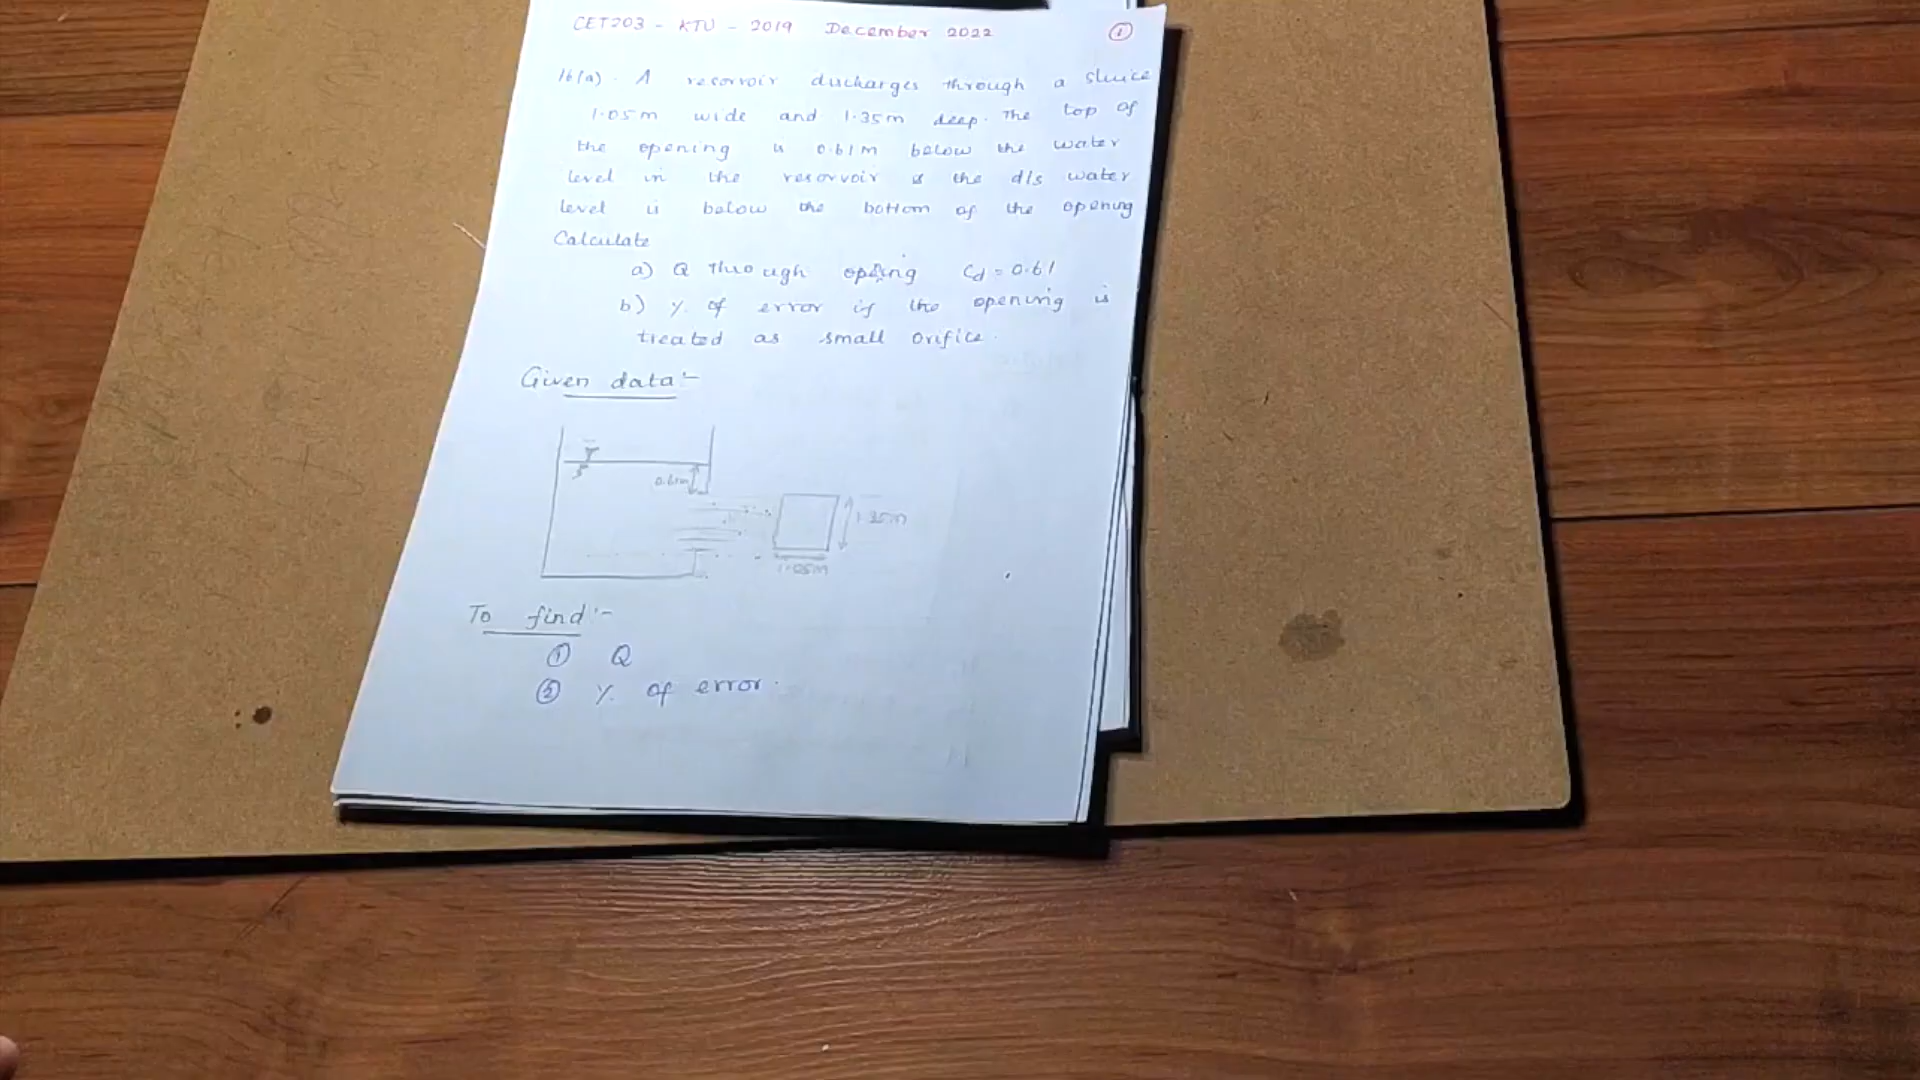 CET203 - KTU - 2019 December 2022 ①
16(a). A resorvoir discharges through a sluice
1.05m wide and 1.35m deep. The top of
the opening is 0.61m below the water
level in the resorvoir & the d/s water
level is below the bottom of the opening
Calculate
a) Q through opening Cd = 0.61
b) % of error if the opening is
treated as small orifice.
Given data:-
0.61m
1.35m
1.05m
To find:-
① Q
② % of error.